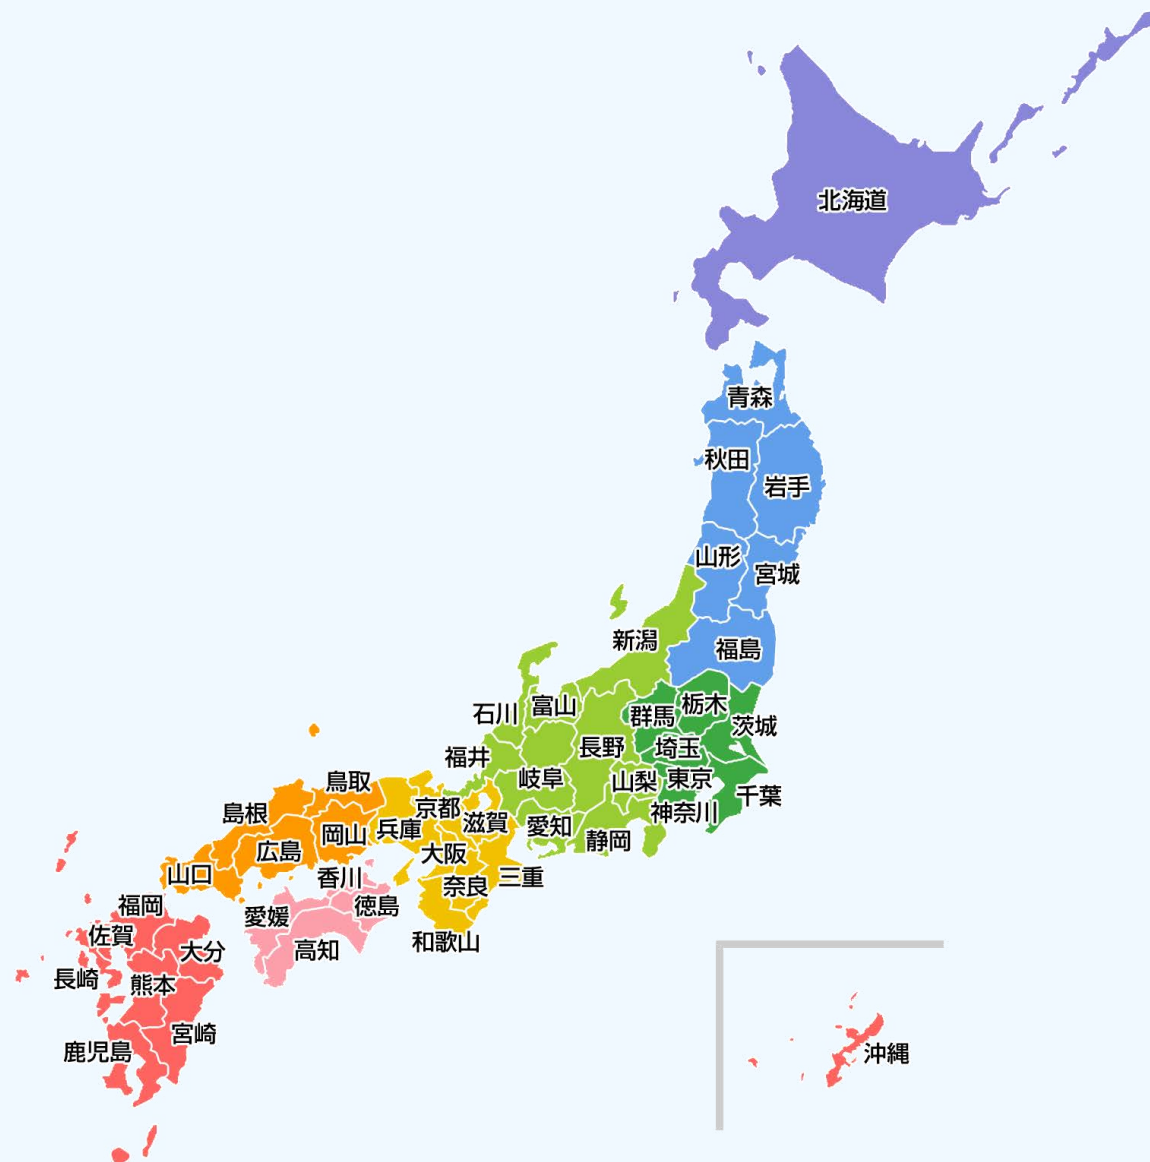 北海道
青森
秋田
岩手
山形
宮城
新潟
福島
石川
富山
群馬
栃木
茨城
福井
長野
埼玉
岐阜
山梨
東京
千葉
神奈川
愛知
静岡
鳥取
島根
京都
滋賀
兵庫
岡山
広島
大阪
三重
奈良
山口
香川
徳島
愛媛
高知
和歌山
福岡
佐賀
大分
長崎
熊本
宮崎
鹿児島
沖縄